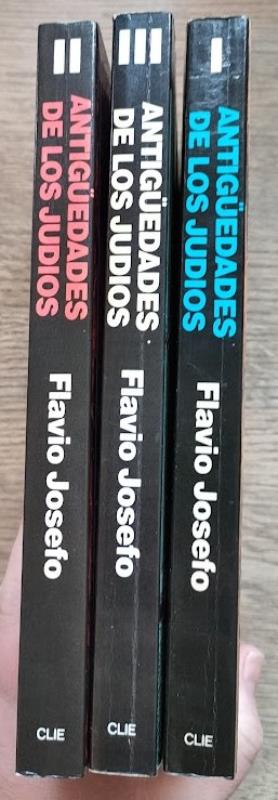 II
ANTIGÜEDADES
DE LOS JUDIOS
Flavio Josefo
CLIE
III
ANTIGÜEDADES
DE LOS JUDIOS
Flavio Josefo
CLIE
I
ANTIGÜEDADES
DE LOS JUDIOS
Flavio Josefo
CLIE